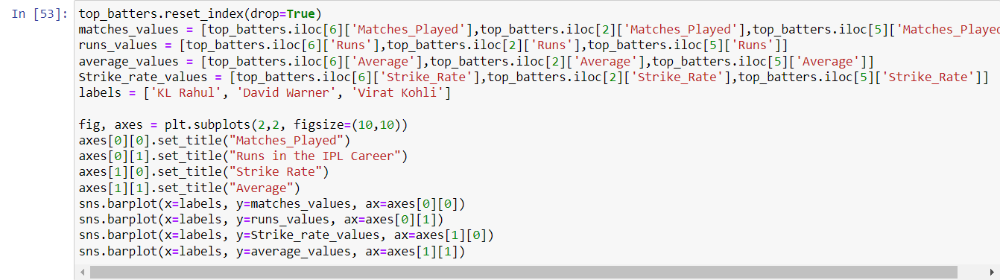 In [53]:
top_batters.reset_index(drop=True)
matches_values = [top_batters.iloc[6]['Matches_Played'],top_batters.iloc[2]['Matches_Played'],top_batters.iloc[5]['Matches_Played
runs_values = [top_batters.iloc[6]['Runs'],top_batters.iloc[2]['Runs'],top_batters.iloc[5]['Runs']]
average_values = [top_batters.iloc[6]['Average'],top_batters.iloc[2]['Average'],top_batters.iloc[5]['Average']]
Strike_rate_values = [top_batters.iloc[6]['Strike_Rate'],top_batters.iloc[2]['Strike_Rate'],top_batters.iloc[5]['Strike_Rate']]
labels = ['KL Rahul', 'David Warner', 'Virat Kohli']

fig, axes = plt.subplots(2,2, figsize=(10,10))
axes[0][0].set_title("Matches_Played")
axes[0][1].set_title("Runs in the IPL Career")
axes[1][0].set_title("Strike Rate")
axes[1][1].set_title("Average")
sns.barplot(x=labels, y=matches_values, ax=axes[0][0])
sns.barplot(x=labels, y=runs_values, ax=axes[0][1])
sns.barplot(x=labels, y=Strike_rate_values, ax=axes[1][0])
sns.barplot(x=labels, y=average_values, ax=axes[1][1])